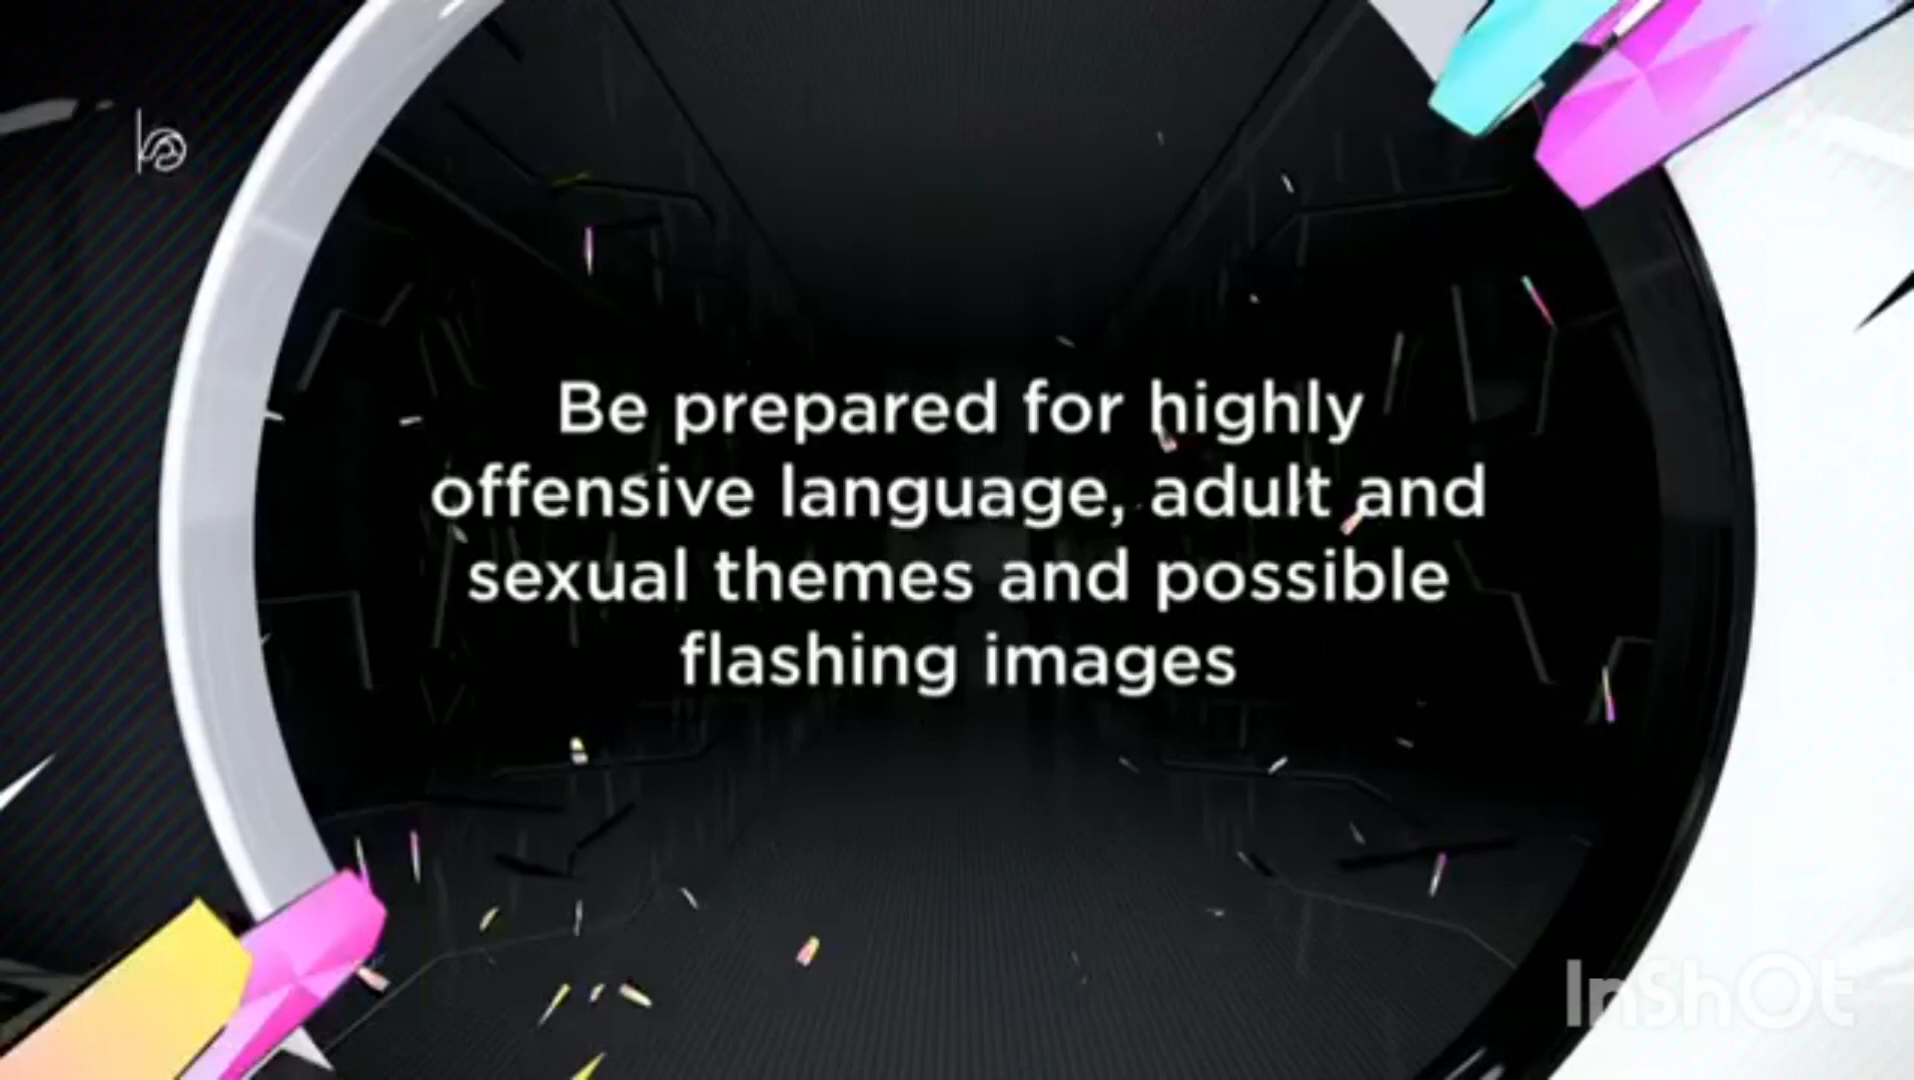 Be prepared for highly
offensive language, adult and
sexual themes and possible
flashing images
InShOt